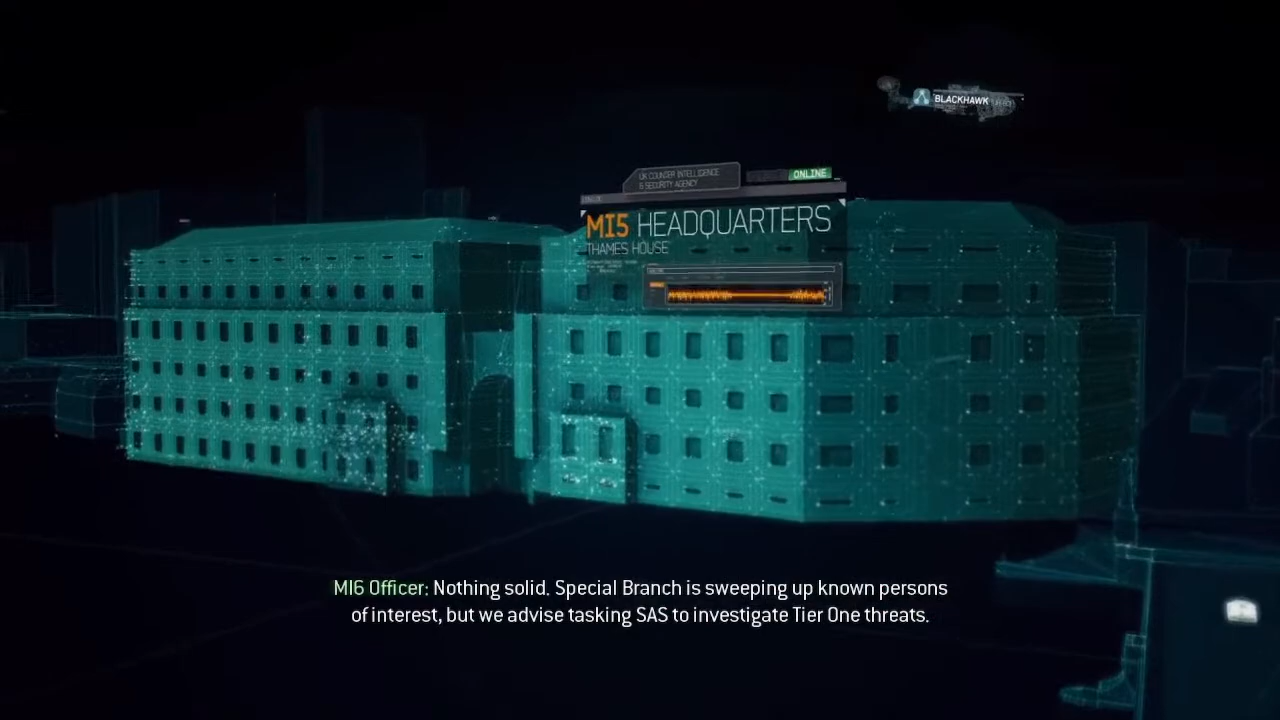 BLACKHAWK
UK COUNTER INTELLIGENCE
& SECURITY AGENCY
ONLINE
MI5 HEADQUARTERS
THAMES HOUSE
MI6 Officer: Nothing solid. Special Branch is sweeping up known persons
of interest, but we advise tasking SAS to investigate Tier One threats.